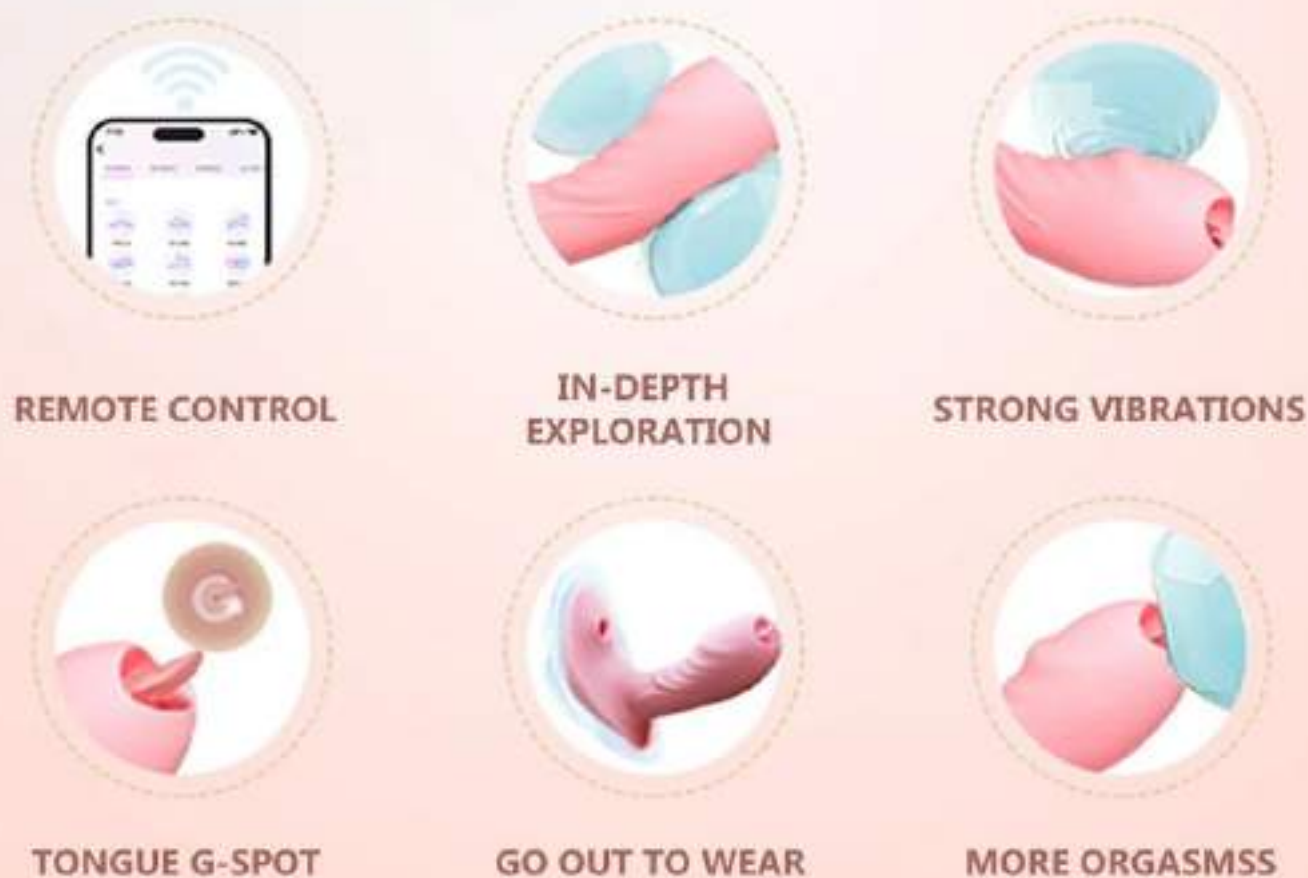 REMOTE CONTROL
IN-DEPTH
EXPLORATION
STRONG VIBRATIONS
G
TONGUE G-SPOT
GO OUT TO WEAR
MORE ORGASMSS